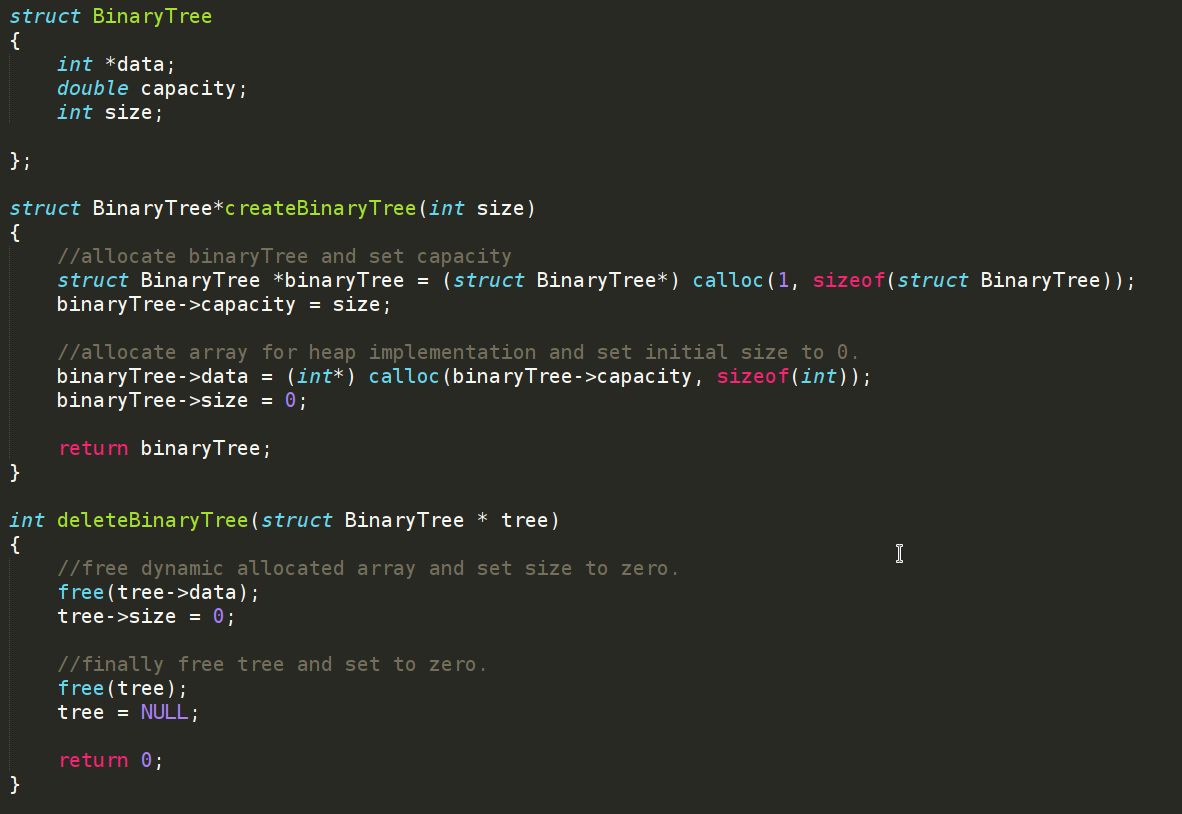 struct BinaryTree
{
    int *data;
    double capacity;
    int size;

};

struct BinaryTree*createBinaryTree(int size)
{
    //allocate binaryTree and set capacity
    struct BinaryTree *binaryTree = (struct BinaryTree*) calloc(1, sizeof(struct BinaryTree));
    binaryTree->capacity = size;

    //allocate array for heap implementation and set initial size to 0.
    binaryTree->data = (int*) calloc(binaryTree->capacity, sizeof(int));
    binaryTree->size = 0;

    return binaryTree;
}

int deleteBinaryTree(struct BinaryTree * tree)
{
    //free dynamic allocated array and set size to zero.
    free(tree->data);
    tree->size = 0;

    //finally free tree and set to zero.
    free(tree);
    tree = NULL;

    return 0;
}